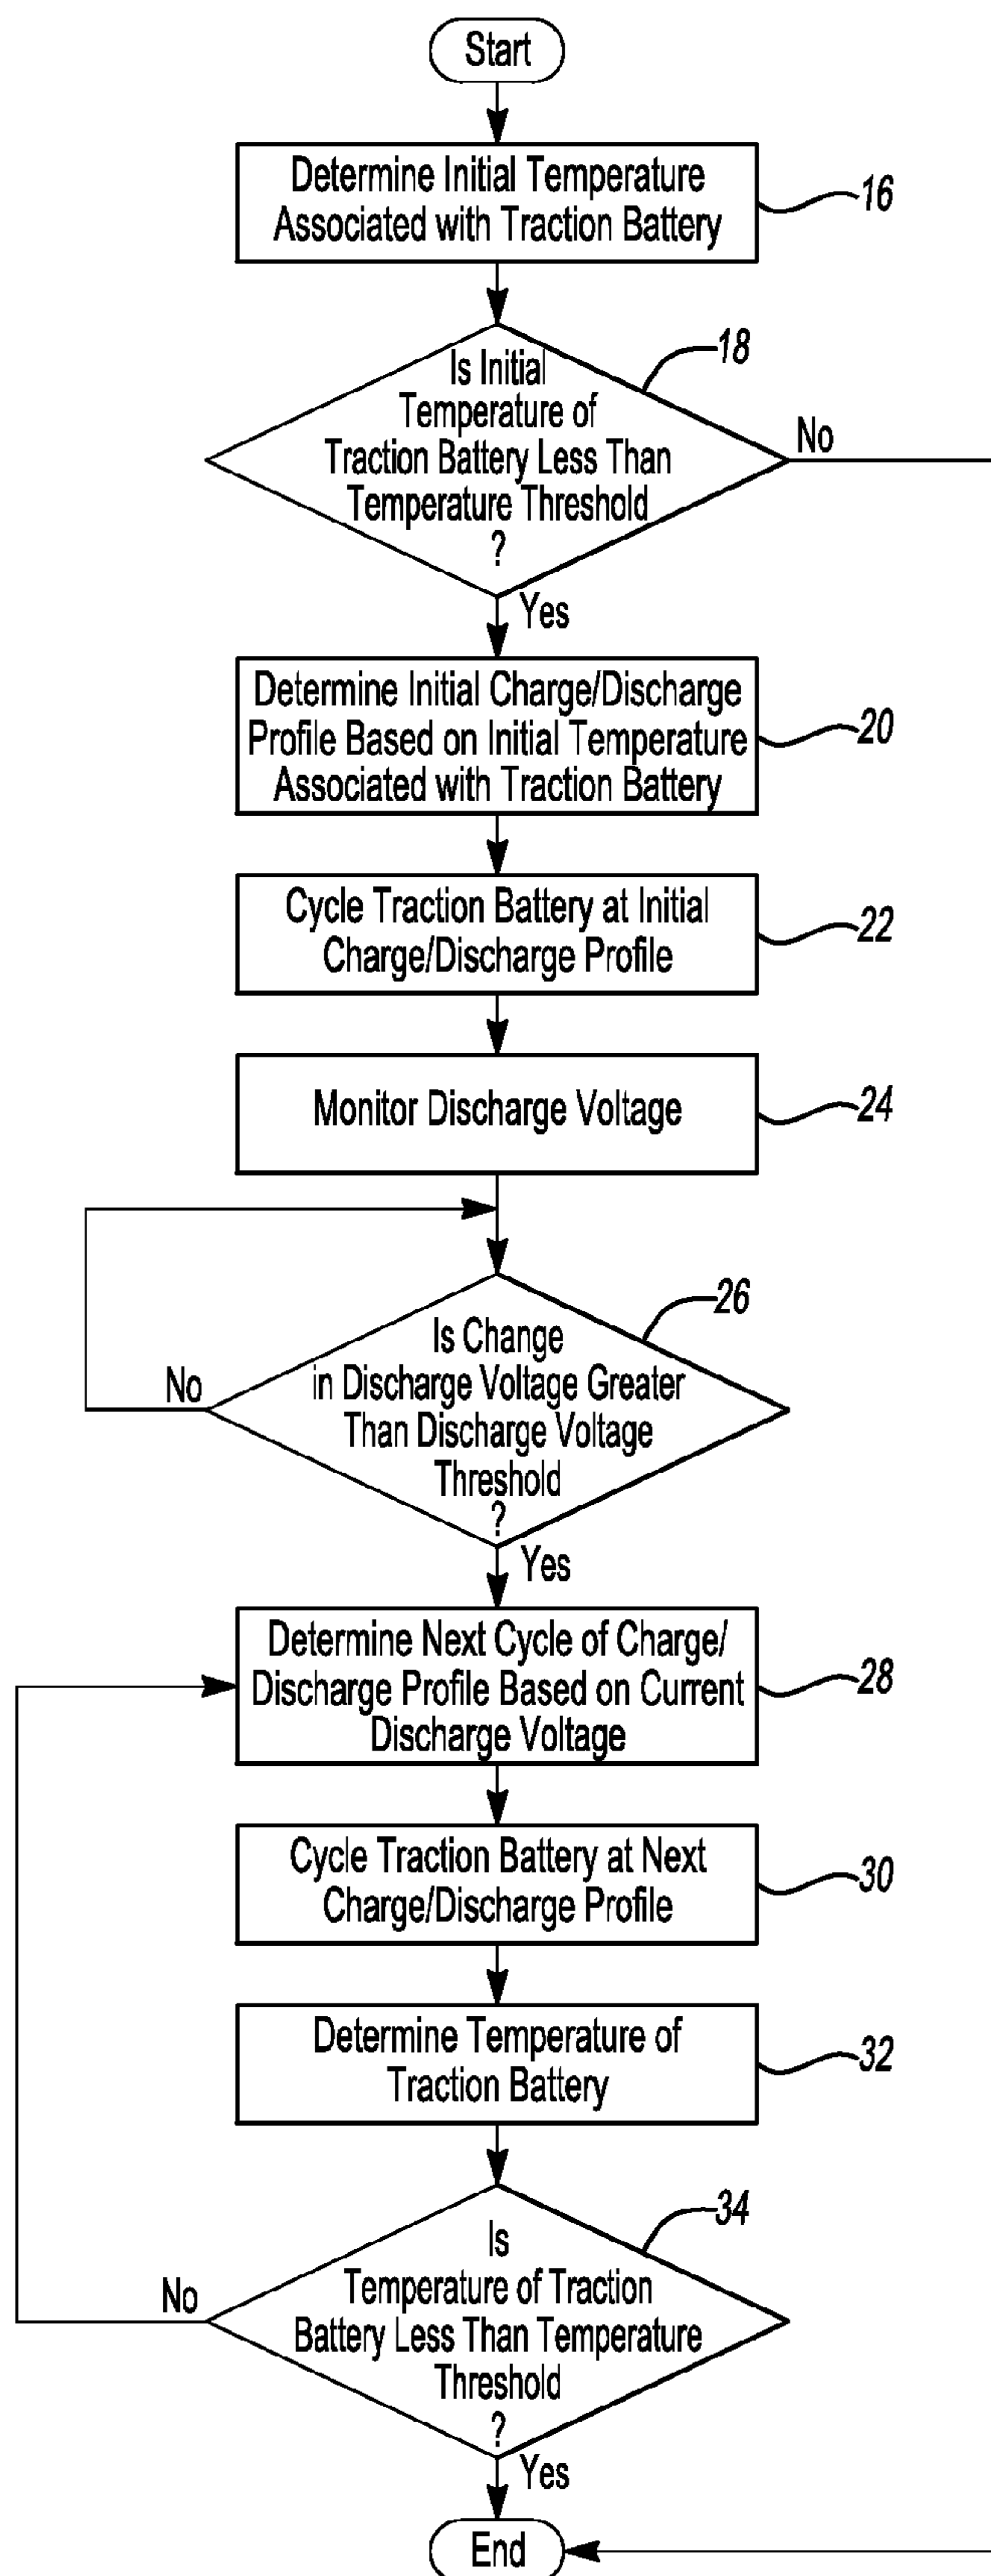 Start
Determine Initial Temperature
Associated with Traction Battery
16
Is Initial
Temperature of
Traction Battery Less Than
Temperature Threshold
?
18
No
Yes
Determine Initial Charge/Discharge
Profile Based on Initial Temperature
Associated with Traction Battery
20
Cycle Traction Battery at Initial
Charge/Discharge Profile
22
Monitor Discharge Voltage
24
Is Change
in Discharge Voltage Greater
Than Discharge Voltage
Threshold
?
26
No
Yes
Determine Next Cycle of Charge/
Discharge Profile Based on Current
Discharge Voltage
28
Cycle Traction Battery at Next
Charge/Discharge Profile
30
Determine Temperature of
Traction Battery
32
Is
Temperature of Traction
Battery Less Than Temperature
Threshold
?
34
No
Yes
End